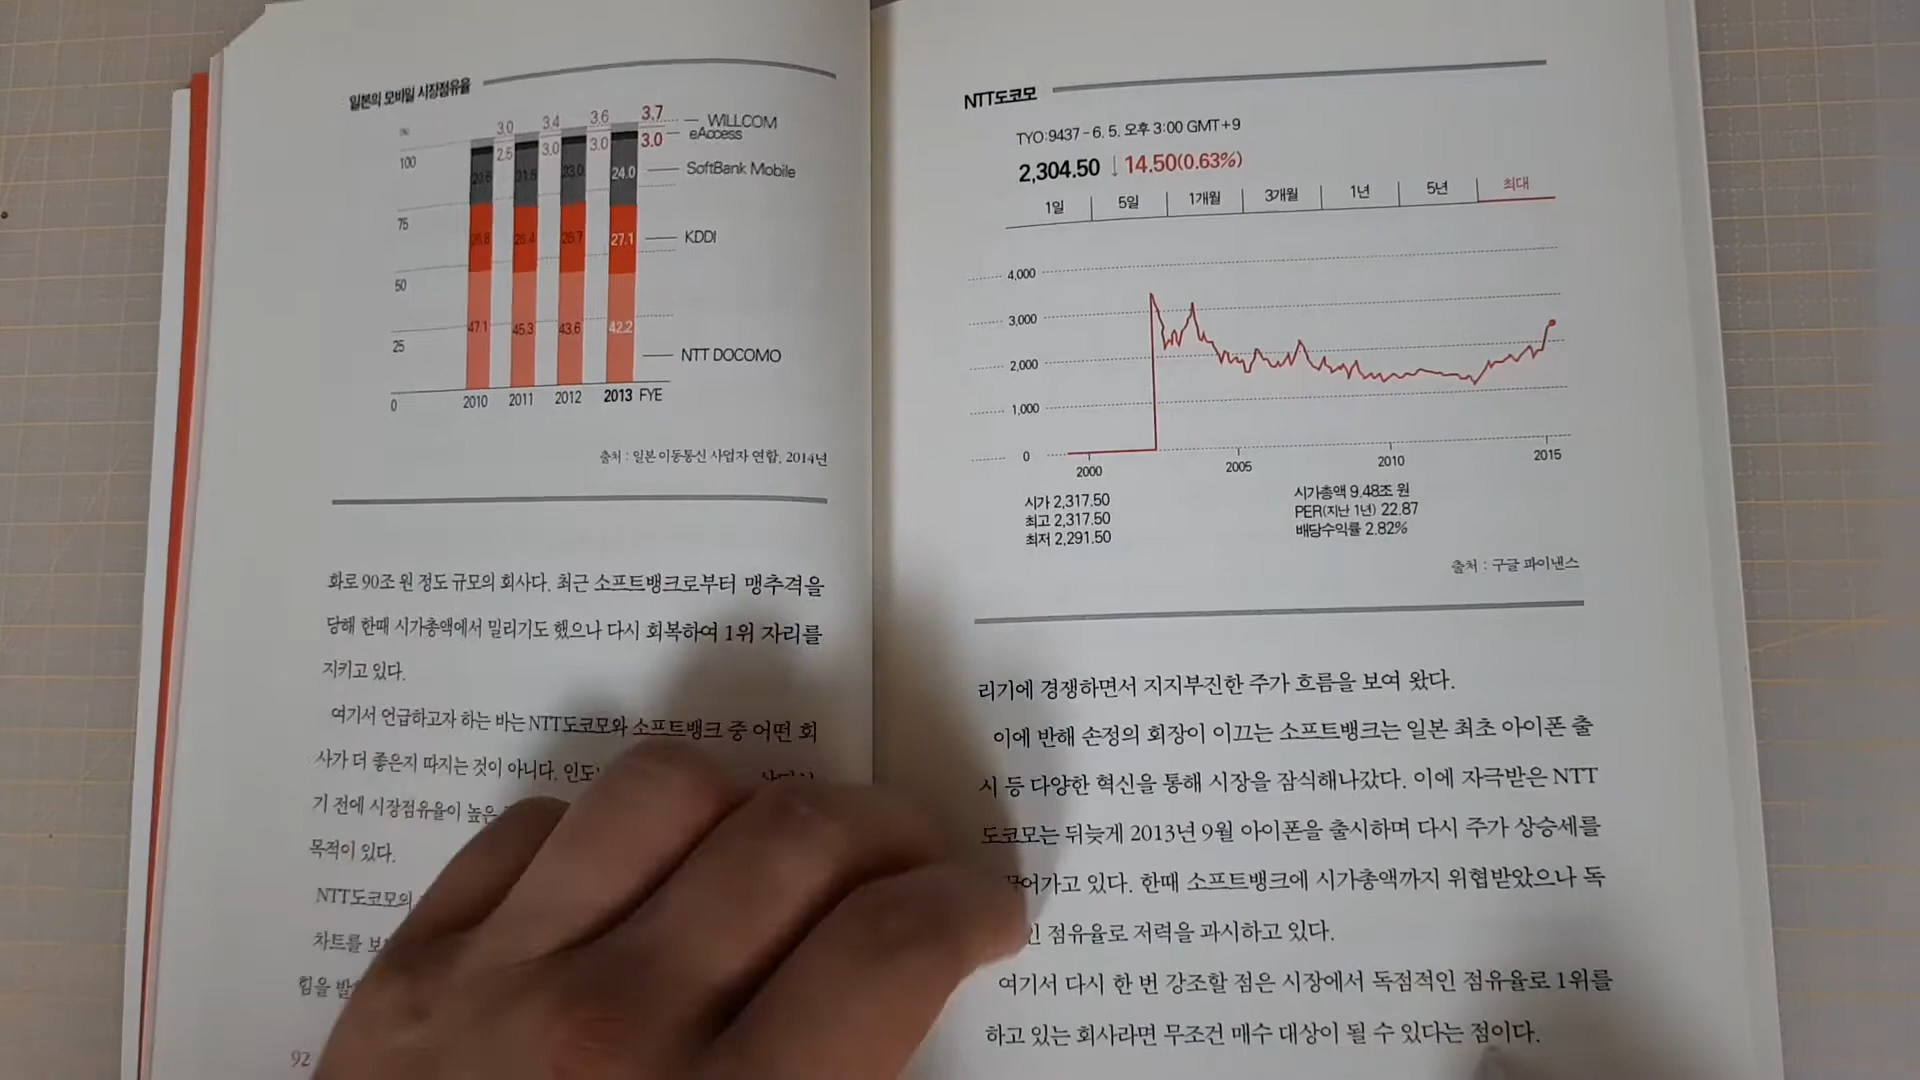 일본의 모바일 시장점유율
(%)
3.0 3.4 3.6 3.7 WILLCOM
2.5 3.0 3.0 3.0 eAccess
100
20.6 21.8 23.0 24.0 SoftBank Mobile
75
26.4 26.7 27.1 KDDI
50
25
47.1 45.3 43.6 42.2
NTT DOCOMO
0
2010 2011 2012 2013 FYE
출처 : 일본 이동통신 사업자 연합, 2014년
화로 90조 원 정도 규모의 회사다. 최근 소프트뱅크로부터 맹추격을
당해 한때 시가총액에서 밀리기도 했으나 다시 회복하여 1위 자리를
지키고 있다.
여기서 언급하고자 하는 바는 NTT도코모와 소프트뱅크 중 어떤 회
사가 더 좋은지 따지는 것이 아니다.
기 전에 시장점유율이 높은
목적이 있다.
NTT도코모의
차트를
힘을
92
NTT도코모
TYO:9437 - 6. 5. 오후 3:00 GMT+9
2,304.50 ↓14.50(0.63%)
1일 5일 1개월 3개월 1년 5년 최대
4,000
3,000
2,000
1,000
0
2000 2005 2010 2015
시가 2,317.50
최고 2,317.50
최저 2,291.50
시가총액 9.48조 원
PER(지난 1년) 22.87
배당수익률 2.82%
출처 : 구글 파이낸스
리기에 경쟁하면서 지지부진한 주가 흐름을 보여 왔다.
이에 반해 손정의 회장이 이끄는 소프트뱅크는 일본 최초 아이폰 출
시 등 다양한 혁신을 통해 시장을 잠식해나갔다. 이에 자극받은 NTT
도코모는 뒤늦게 2013년 9월 아이폰을 출시하며 다시 주가 상승세를
있다. 한때 소프트뱅크에 시가총액까지 위협받았으나 독
점유율로 저력을 과시하고 있다.
여기서 다시 한 번 강조할 점은 시장에서 독점적인 점유율로 1위를
하고 있는 회사라면 무조건 매수 대상이 될 수 있다는 점이다.